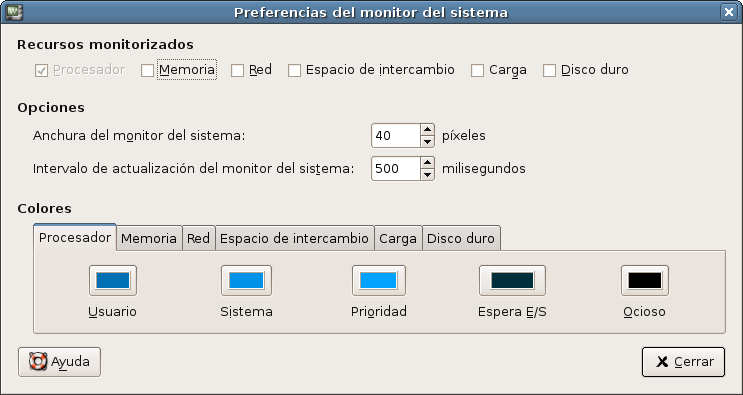 Preferencias del monitor del sistema
Recursos monitorizados
Procesador Memoria Red Espacio de intercambio Carga Disco duro
Opciones
Anchura del monitor del sistema: 40 píxeles
Intervalo de actualización del monitor del sistema: 500 milisegundos
Colores
Procesador Memoria Red Espacio de intercambio Carga Disco duro
Usuario Sistema Prioridad Espera E/S Ocioso
Ayuda Cerrar